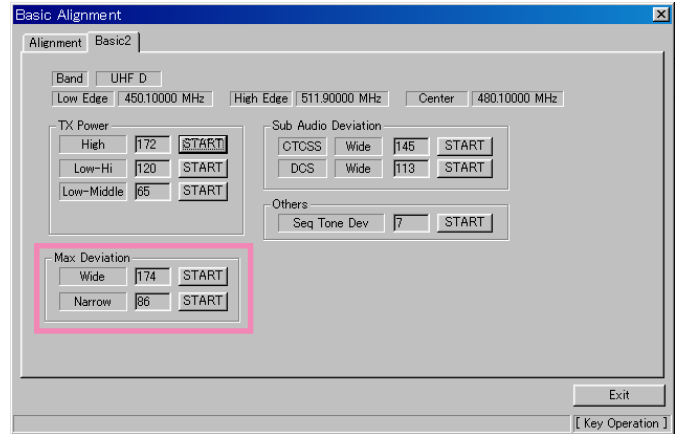 Basic Alignment
Alignment Basic2
Band UHF D
Low Edge 450.10000 MHz High Edge 511.90000 MHz Center 480.10000 MHz
TX Power
High 172 START
Low-Hi 120 START
Low-Middle 65 START
Sub Audio Deviation
CTCSS Wide 145 START
DCS Wide 113 START
Others
Seq Tone Dev 7 START
Max Deviation
Wide 174 START
Narrow 86 START
Exit
[ Key Operation ]